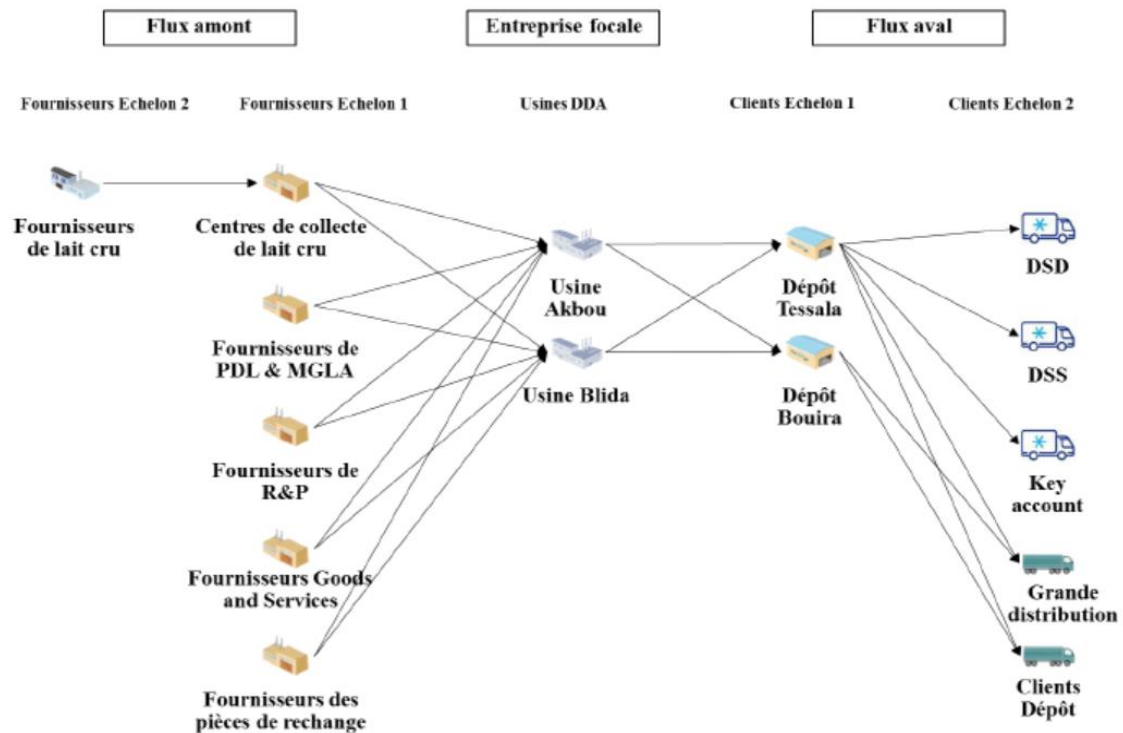 Flux amont
Entreprise focale
Flux aval
Fournisseurs Echelon 2
Fournisseurs Echelon 1
Usines DDA
Clients Echelon 1
Clients Echelon 2
Fournisseurs
de lait cru
Centres de collecte
de lait cru
Fournisseurs de
PDL & MGLA
Fournisseurs de
R&P
Fournisseurs Goods
and Services
Fournisseurs des
pièces de rechange
Usine
Akbou
Usine Blida
Dépôt
Tessala
Dépôt
Bouira
DSD
DSS
Key
account
Grande
distribution
Clients
Dépôt